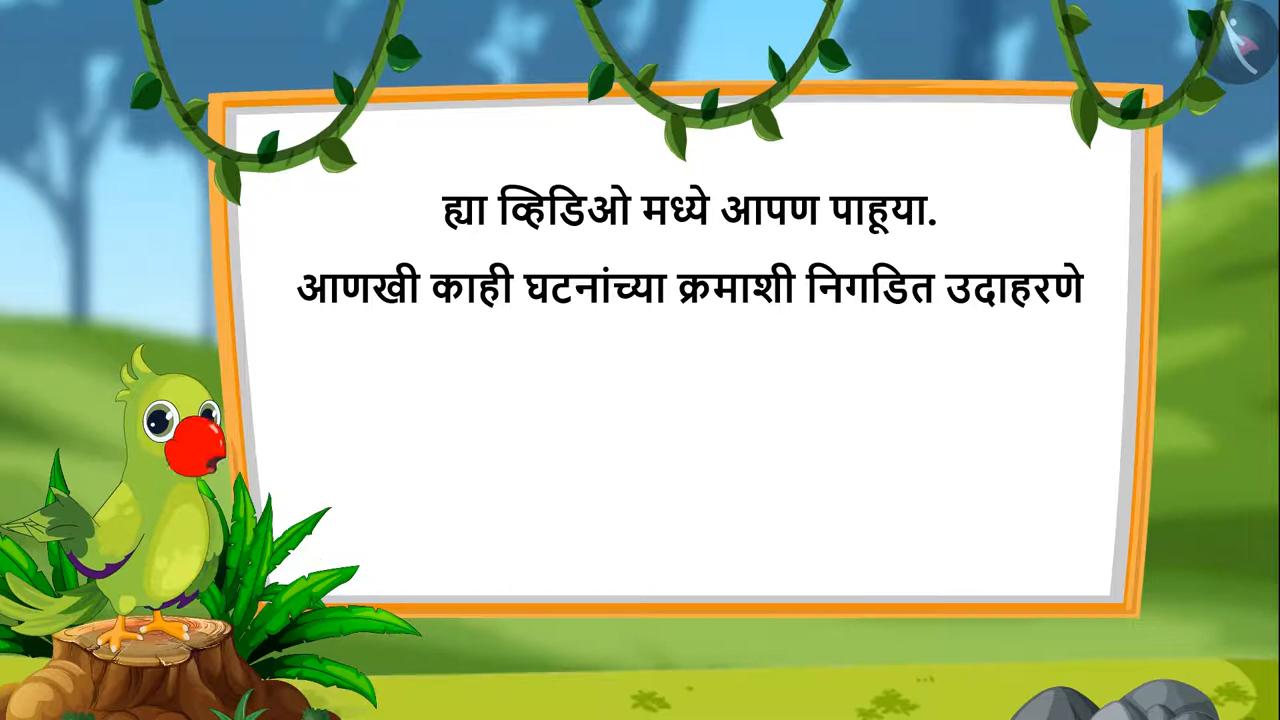 ह्या व्हिडिओ मध्ये आपण पाहूया.
आणखी काही घटनांच्या क्रमाशी निगडित उदाहरणे